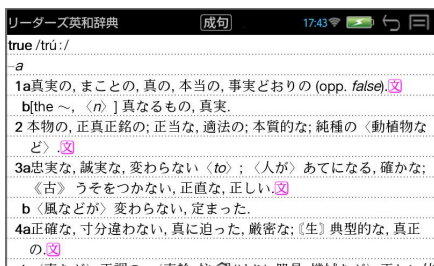 リーダーズ英和辞典 成句 17:43
true /trúː/
–a
1a真実の, まことの, 真の, 本当の, 事実どおりの (opp. false).文
b[the ～, 〈n〉] 真なるもの, 真実.
2 本物の, 正真正銘の; 正当な, 適法の; 本質的な; 純種の〈動植物な
ど〉.文
3a忠実な, 誠実な, 変わらない〈to〉; 〈人が〉あてになる, 確かな;
《古》うそをつかない, 正直な, 正しい.文
b〈風などが〉変わらない, 定まった.
4a正確な, 寸分違わない, 真に迫った, 厳密な; 〘生〙典型的な, 真正
の.文